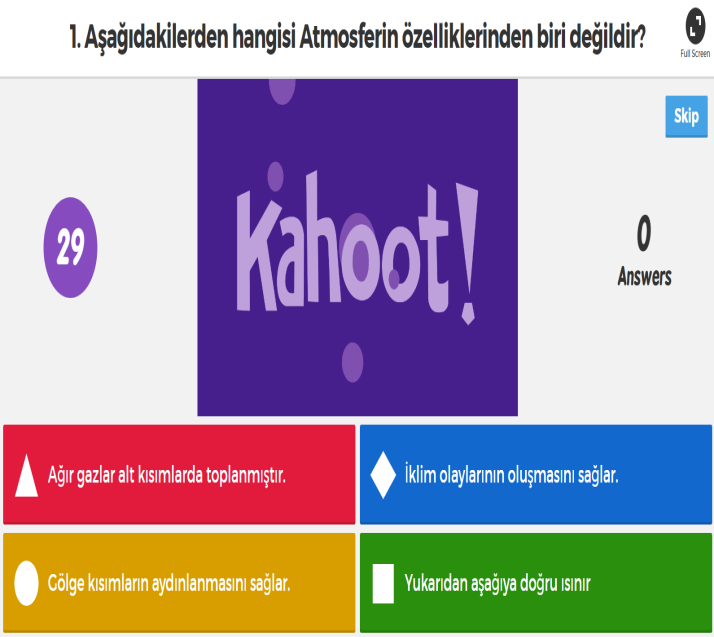 1. Aşağıdakilerden hangisi Atmosferin özelliklerinden biri değildir?
Full Screen
Skip
29
Kahoot!
0
Answers
Ağır gazlar alt kısımlarda toplanmıştır.
İklim olaylarının oluşmasını sağlar.
Gölge kısımların aydınlanmasını sağlar.
Yukarıdan aşağıya doğru ısınır